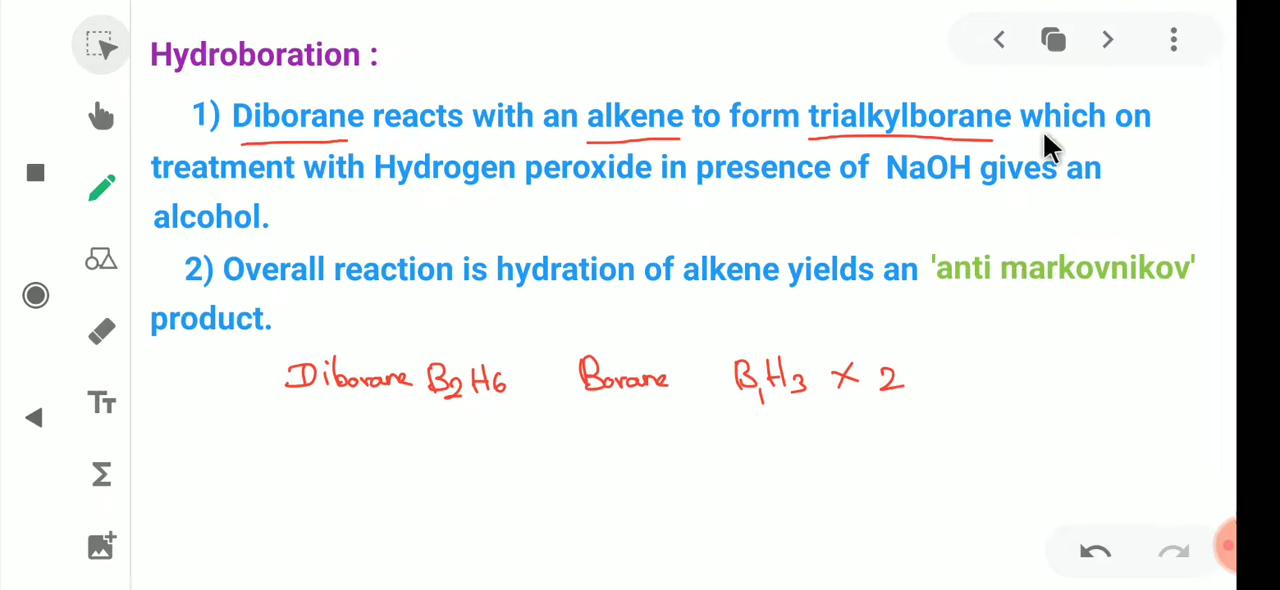 Hydroboration :
1) Diborane reacts with an alkene to form trialkylborane which on
treatment with Hydrogen peroxide in presence of NaOH gives an
alcohol.
2) Overall reaction is hydration of alkene yields an 'anti markovnikov'
product.
Diborane B2H6 Borane B1H3 × 2
Tт
Σ